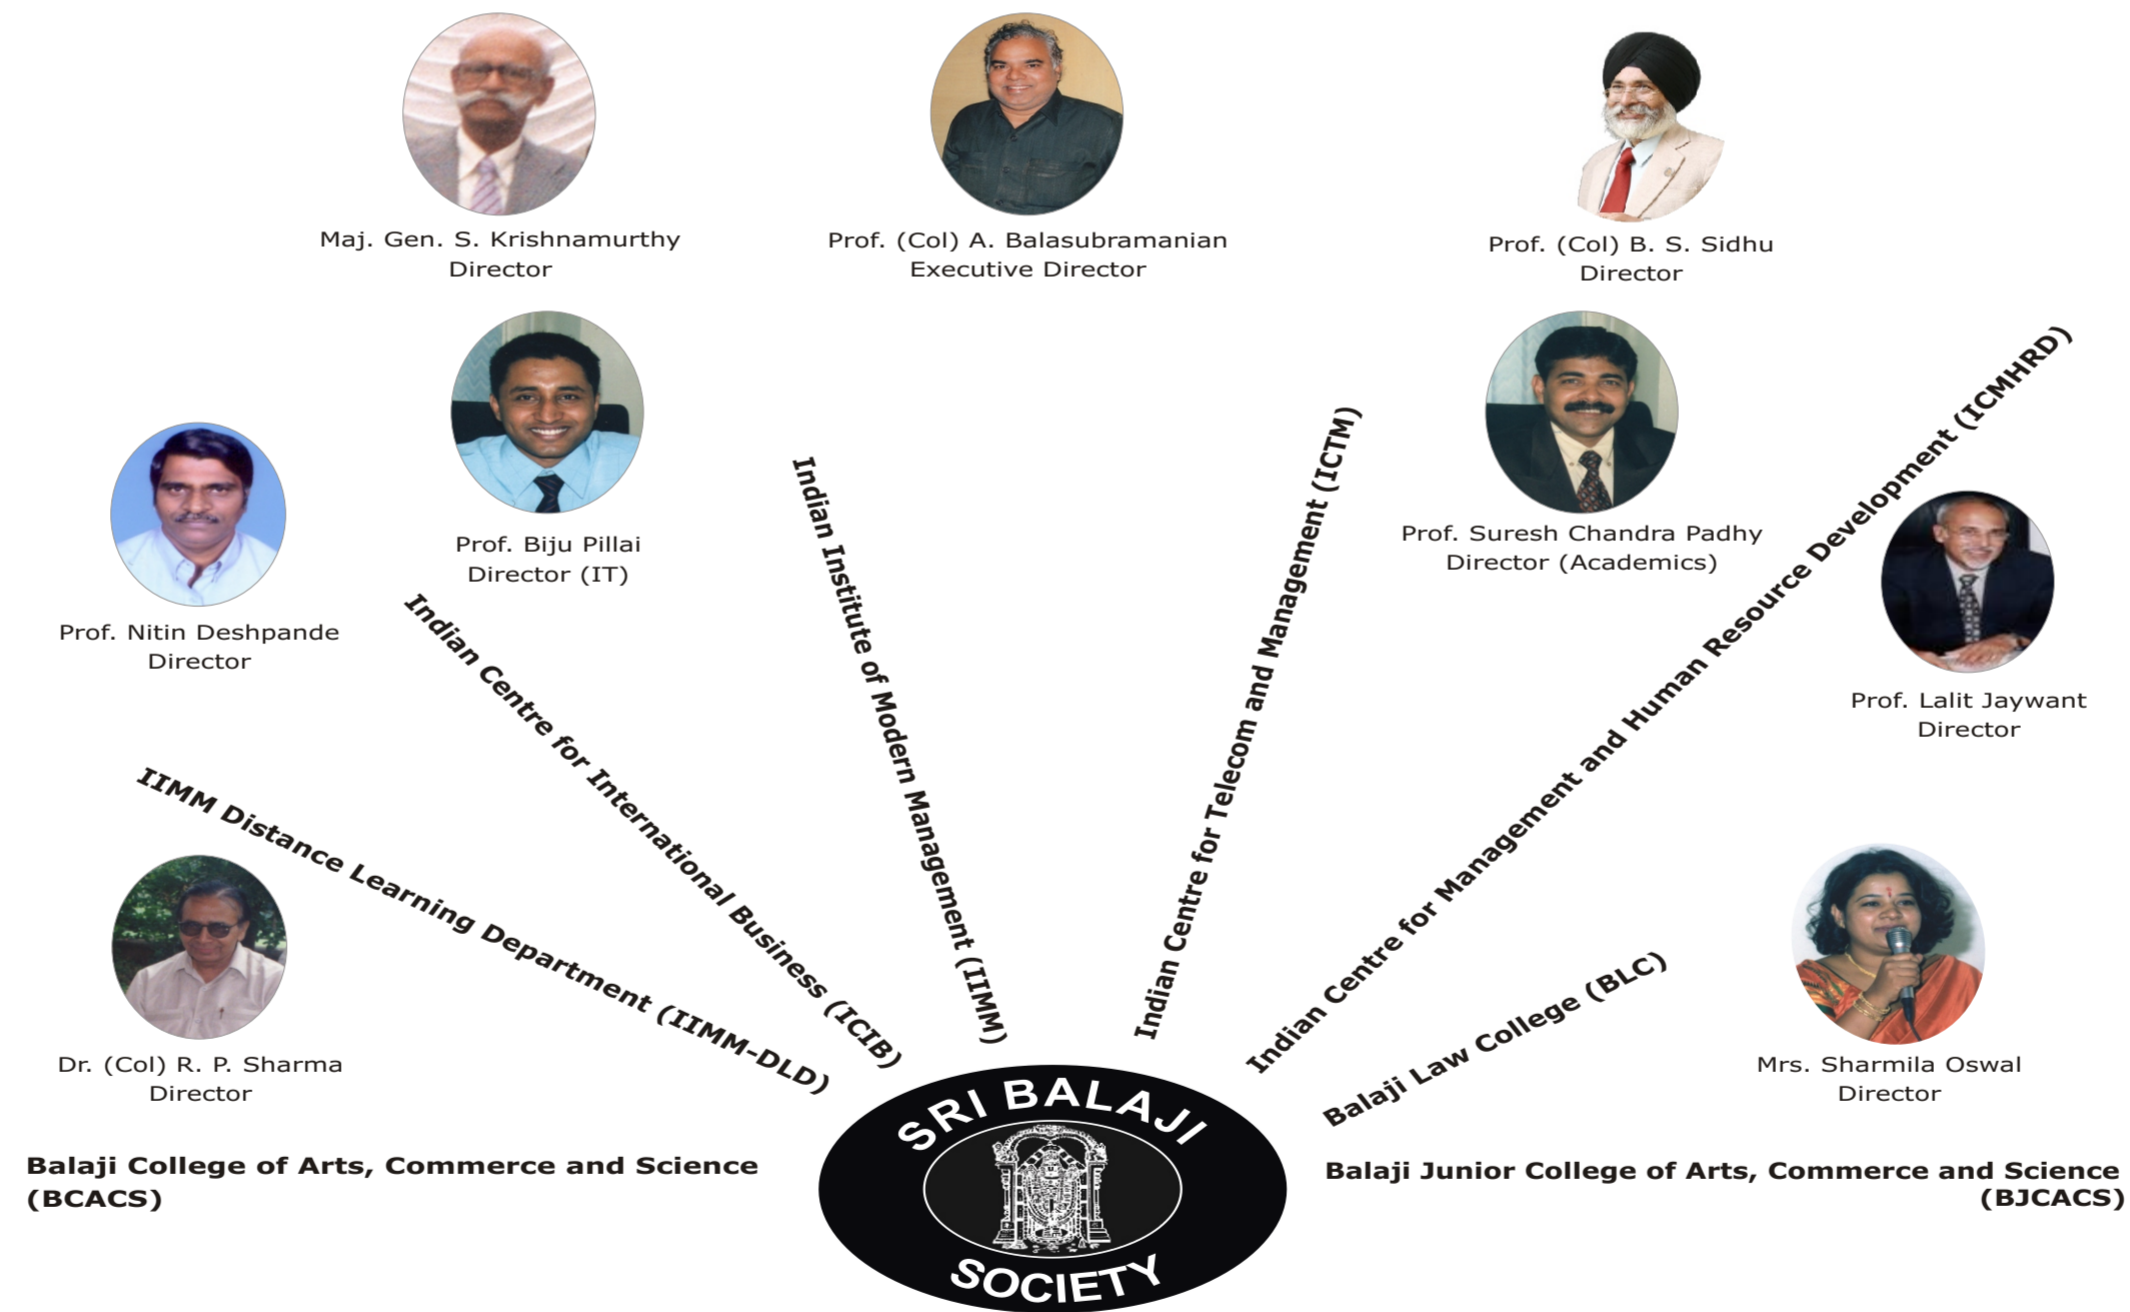 Maj. Gen. S. Krishnamurthy
Director
Prof. (Col) A. Balasubramanian
Executive Director
Prof. (Col) B. S. Sidhu
Director
Prof. Biju Pillai
Director (IT)
Prof. Suresh Chandra Padhy
Director (Academics)
Prof. Nitin Deshpande
Director
Prof. Lalit Jaywant
Director
IIMM Distance Learning Department (IIMM-DLD)
Indian Centre for International Business (ICIB)
Indian Institute of Modern Management (IIMM)
Indian Centre for Telecom and Management (ICTM)
Indian Centre for Management and Human Resource Development (ICMHRD)
Balaji Law College (BLC)
Dr. (Col) R. P. Sharma
Director
Mrs. Sharmila Oswal
Director
Balaji College of Arts, Commerce and Science
(BCACS)
SRI BALAJI
SOCIETY
Balaji Junior College of Arts, Commerce and Science
(BJCACS)